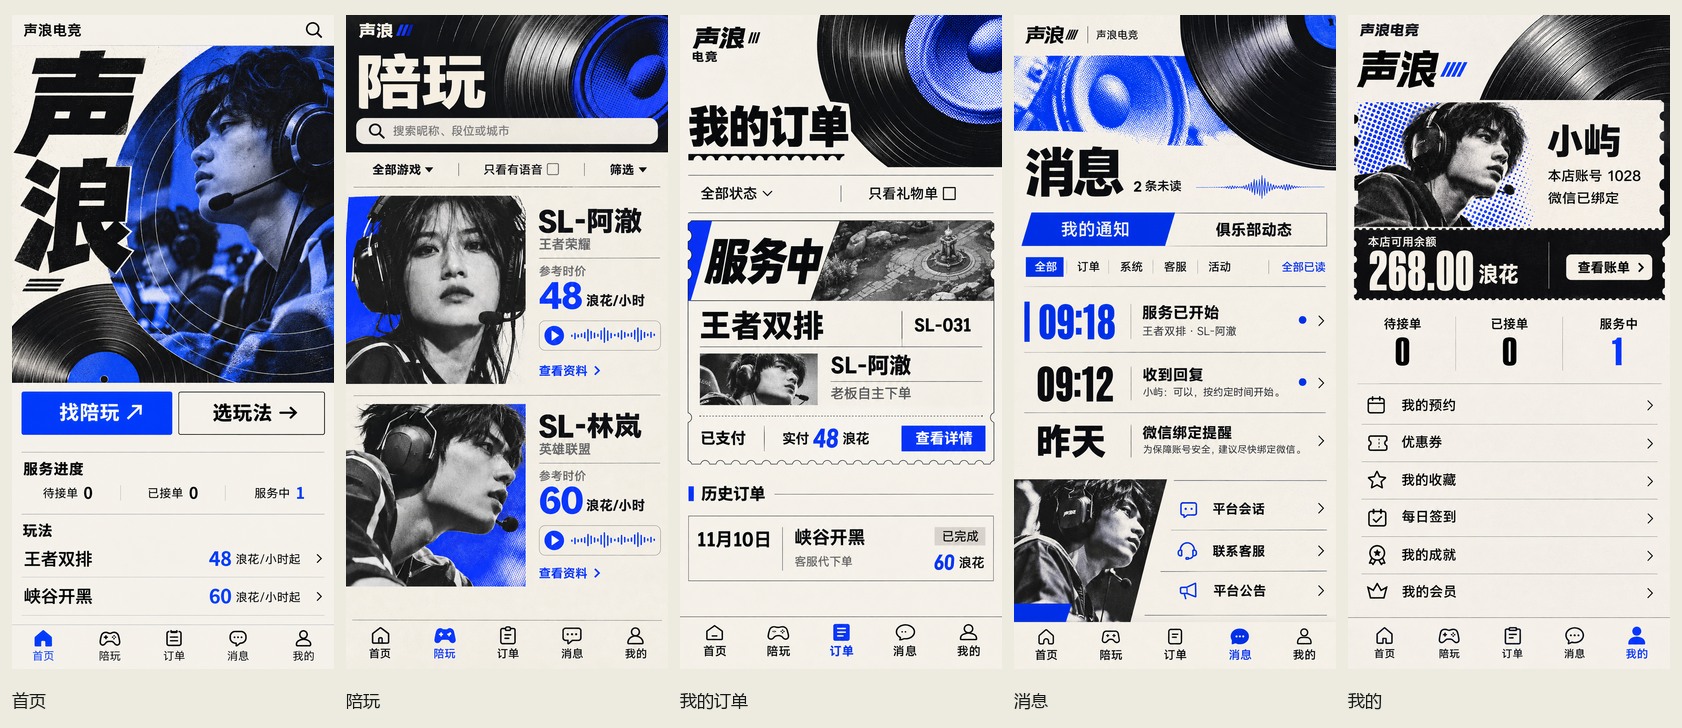 声浪电竞
声浪
找陪玩
选玩法
服务进度
待接单 0
已接单 0
服务中 1
玩法
王者双排 48 浪花/小时起
峡谷开黑 60 浪花/小时起
首页 陪玩 订单 消息 我的
首页
声浪
陪玩
搜索昵称、段位或城市
全部游戏 只看有语音 筛选
SL-阿澈
王者荣耀
参考时价
48 浪花/小时
查看资料
SL-林岚
英雄联盟
参考时价
60 浪花/小时
查看资料
首页 陪玩 订单 消息 我的
陪玩
声浪
电竞
我的订单
全部状态 只看礼物单
服务中
王者双排 SL-031
SL-阿澈
老板自主下单
已支付 实付 48 浪花 查看详情
历史订单
11月10日 峡谷开黑 已完成
客服代下单 60 浪花
首页 陪玩 订单 消息 我的
我的订单
声浪 声浪电竞
消息 2 条未读
我的通知 俱乐部动态
全部 订单 系统 客服 活动 全部已读
09:18 服务已开始
王者双排 · SL-阿澈
09:12 收到回复
小屿: 可以，按约定时间开始。
昨天 微信绑定提醒
为保障账号安全，建议尽快绑定微信。
平台会话
联系客服
平台公告
首页 陪玩 订单 消息 我的
消息
声浪电竞
声浪
小屿
本店账号 1028
微信已绑定
本店可用余额
268.00 浪花 查看账单
待接单 已接单 服务中
0 0 1
我的预约
优惠券
我的收藏
每日签到
我的成就
我的会员
首页 陪玩 订单 消息 我的
我的